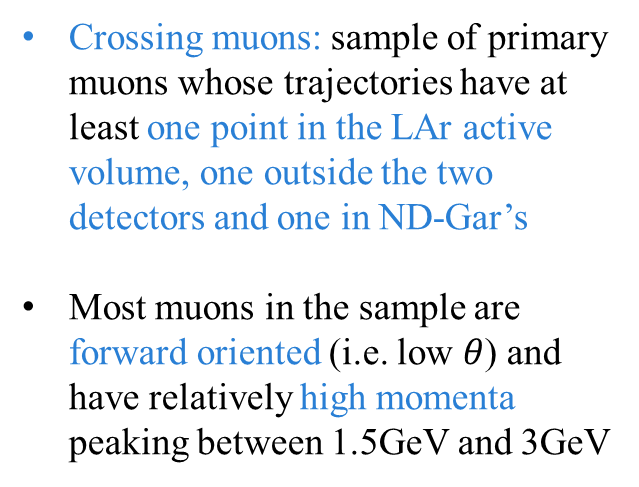 • Crossing muons: sample of primary
muons whose trajectories have at
least one point in the LAr active
volume, one outside the two
detectors and one in ND-Gar’s
• Most muons in the sample are
forward oriented (i.e. low 𝜃) and
have relatively high momenta
peaking between 1.5GeV and 3GeV